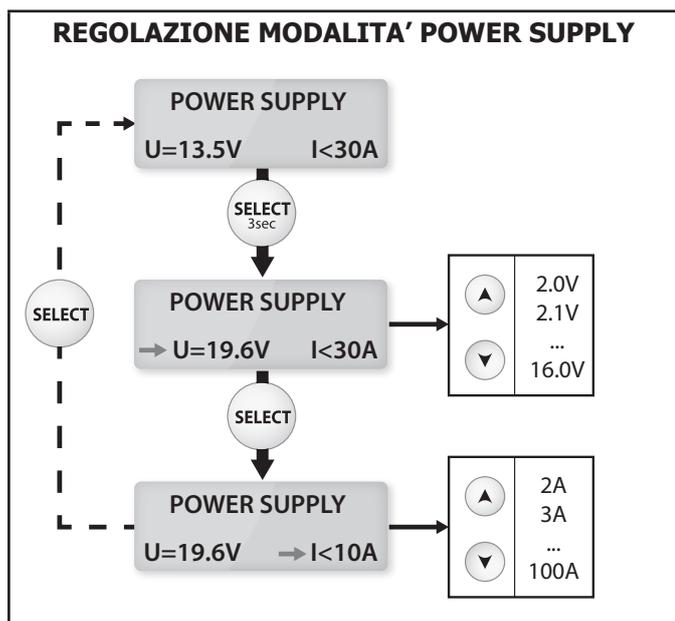 REGOLAZIONE MODALITA’ POWER SUPPLY
POWER SUPPLY
U=13.5V I<30A
SELECT
3sec
POWER SUPPLY
U=19.6V I<30A
2.0V
2.1V
...
16.0V
SELECT
SELECT
POWER SUPPLY
U=19.6V I<10A
2A
3A
...
100A